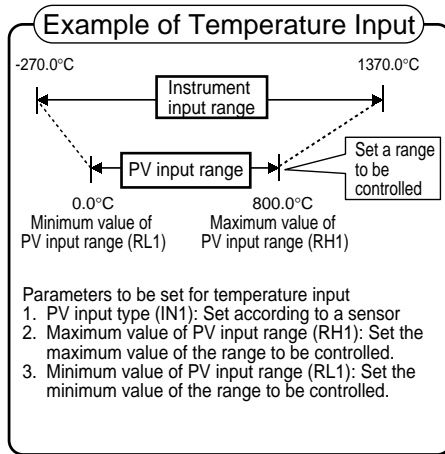 Example of Temperature Input
-270.0°C 1370.0°C
Instrument
input range
PV input range
Set a range
to be
controlled
0.0°C 800.0°C
Minimum value of Maximum value of
PV input range (RL1) PV input range (RH1)
Parameters to be set for temperature input
1. PV input type (IN1): Set according to a sensor
2. Maximum value of PV input range (RH1): Set the
maximum value of the range to be controlled.
3. Minimum value of PV input range (RL1): Set the
minimum value of the range to be controlled.